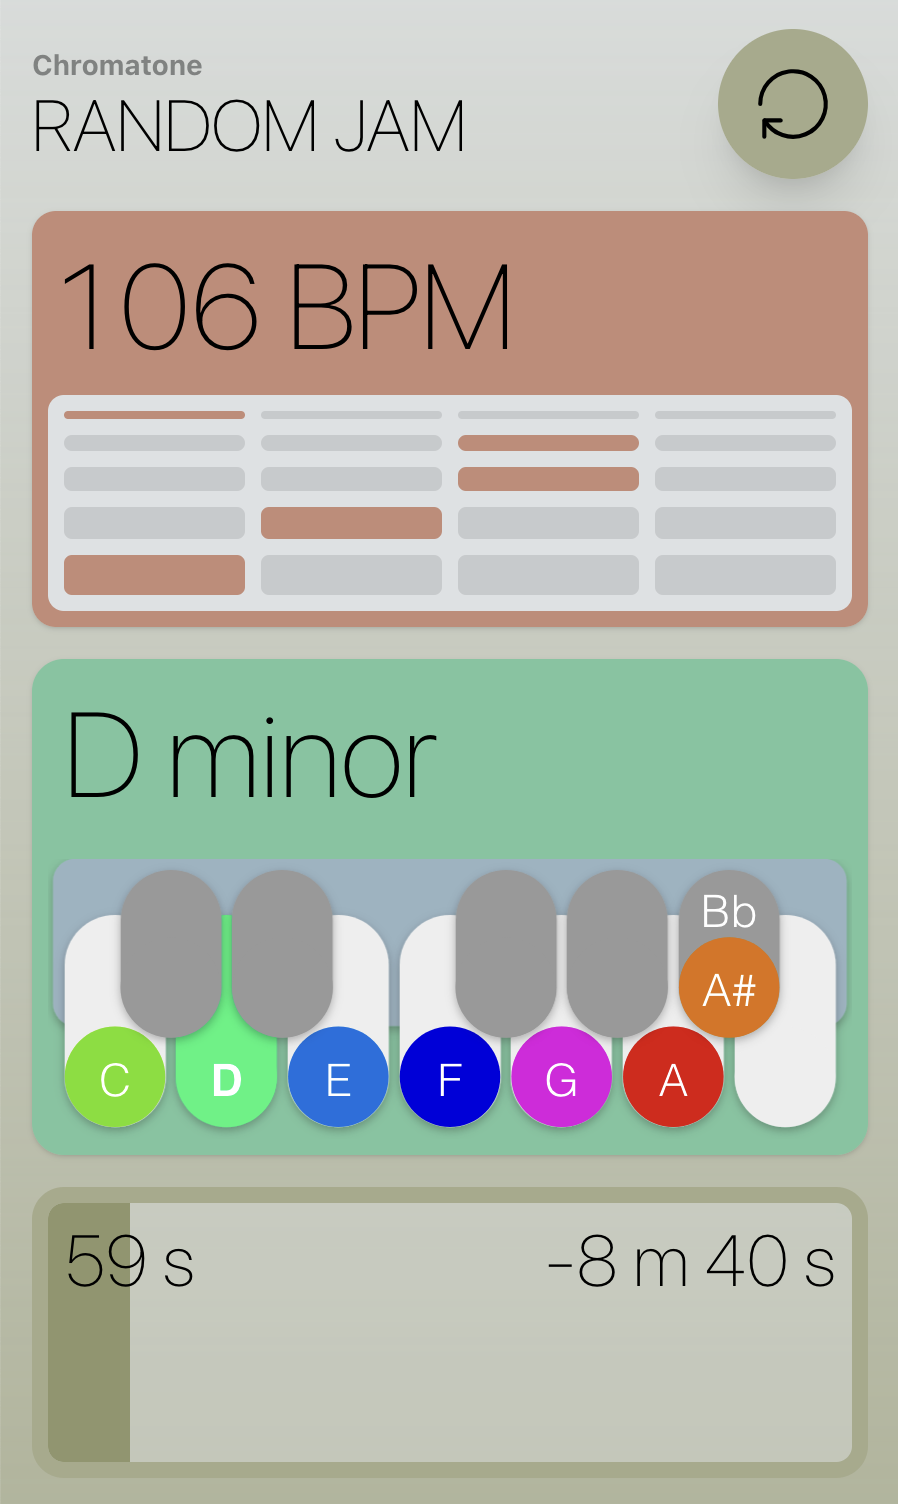 Chromatone
RANDOM JAM
106 BPM
D minor
Bb
A#
C D E F G A
59 s -8 m 40 s